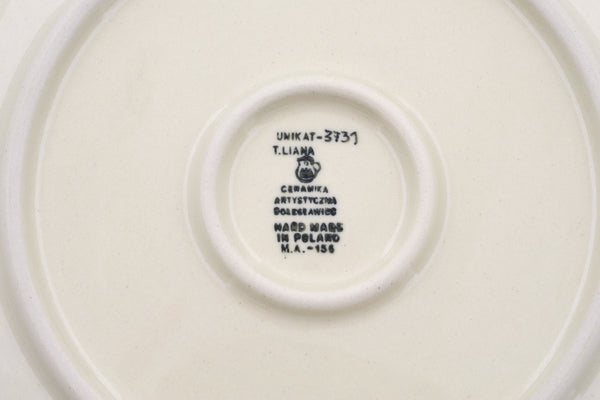 UNIKAT-3731
T.LIANA
CERAMIKA
ARTYSTYCZNA
BOLESŁAWIEC
HAND MADE
IN POLAND
M.A.-156